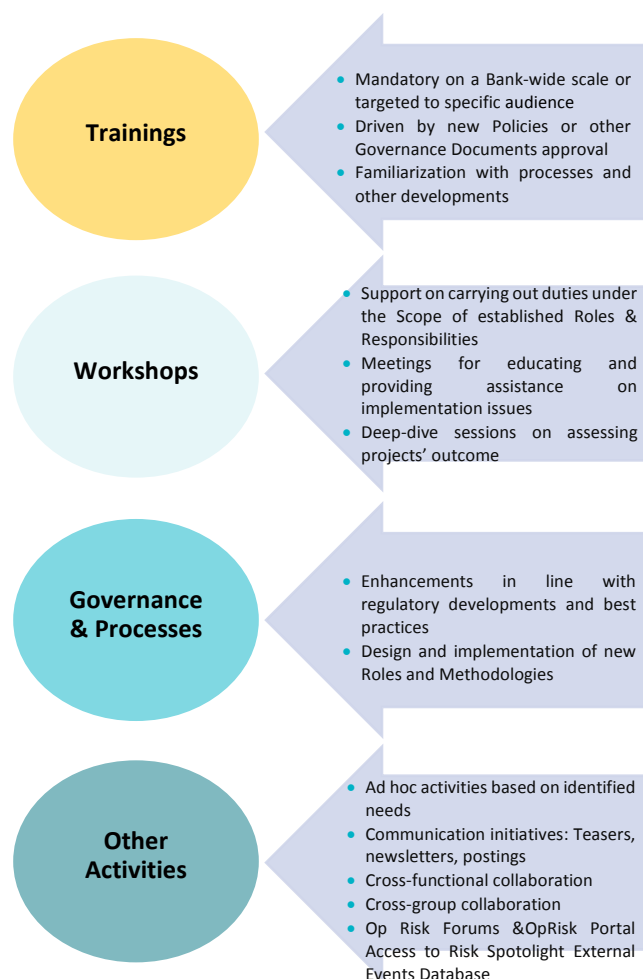 Trainings
Mandatory on a Bank-wide scale or
targeted to specific audience
Driven by new Policies or other
Governance Documents approval
Familiarization with processes and
other developments
Workshops
Support on carrying out duties under
the Scope of established Roles &
Responsibilities
Meetings for educating and
providing assistance on
implementation issues
Deep-dive sessions on assessing
projects’ outcome
Governance
& Processes
Enhancements in line with
regulatory developments and best
practices
Design and implementation of new
Roles and Methodologies
Other
Activities
Ad hoc activities based on identified
needs
Communication initiatives: Teasers,
newsletters, postings
Cross-functional collaboration
Cross-group collaboration
Op Risk Forums &OpRisk Portal
Access to Risk Spotolight External
Events Database